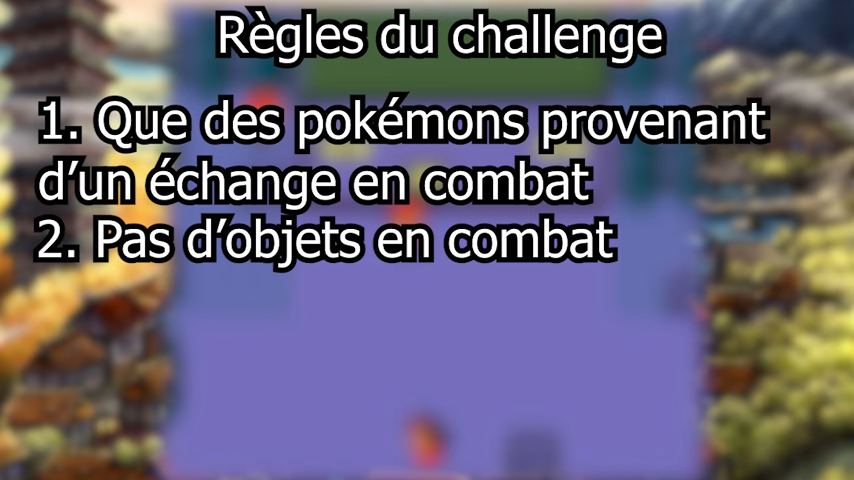 Règles du challenge
1. Que des pokémons provenant
d’un échange en combat
2. Pas d’objets en combat